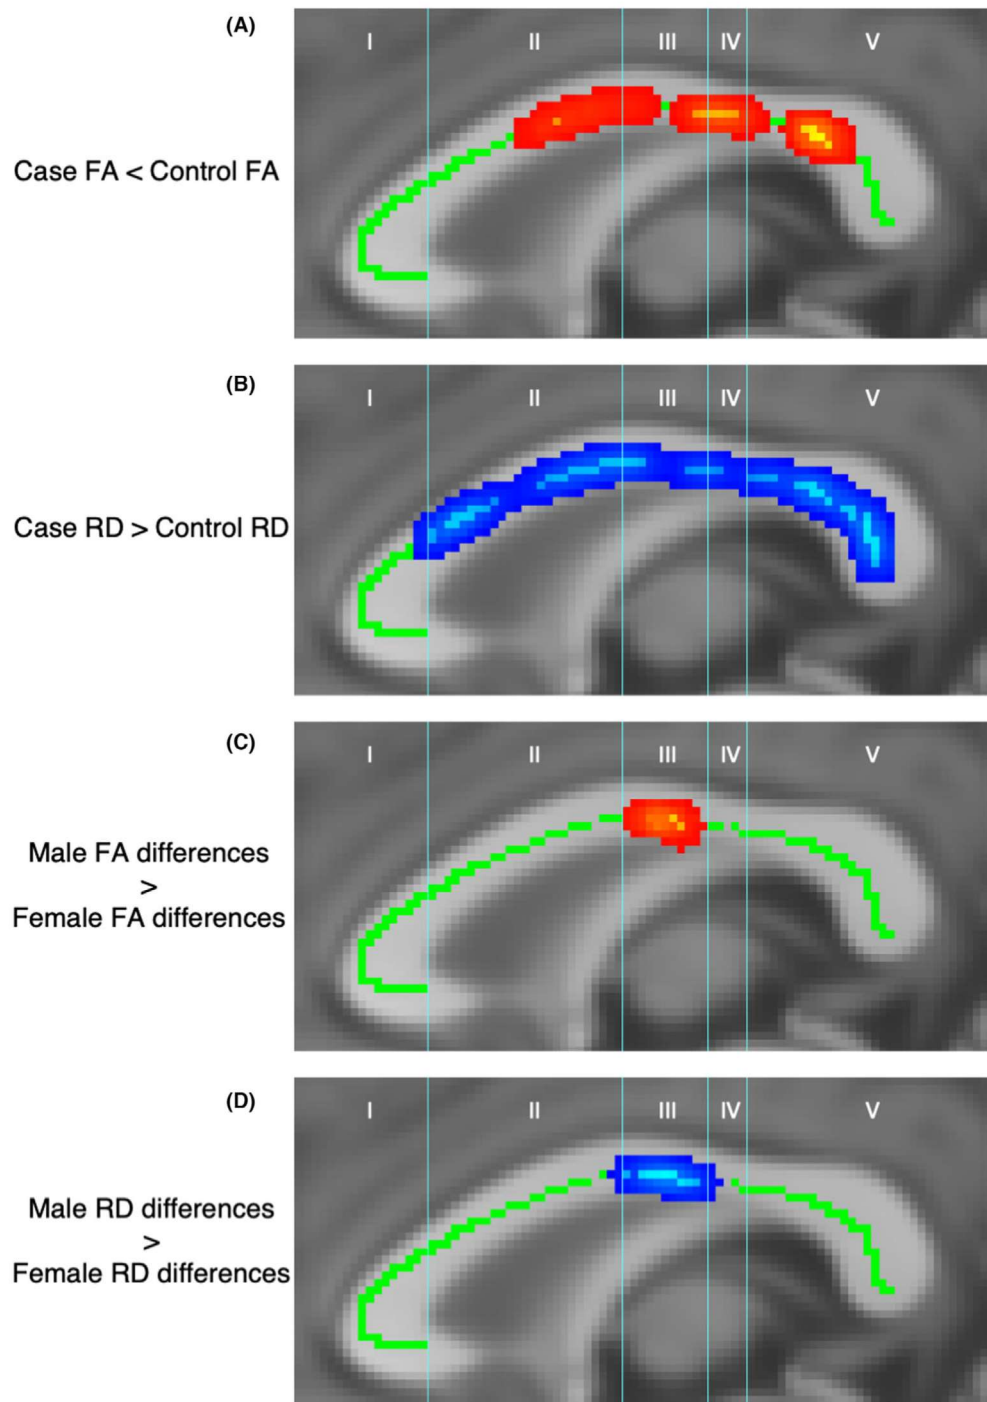 (A)
I II III IV V
Case FA < Control FA
(B)
I II III IV V
Case RD > Control RD
(C)
I II III IV V
Male FA differences
>
Female FA differences
(D)
I II III IV V
Male RD differences
>
Female RD differences